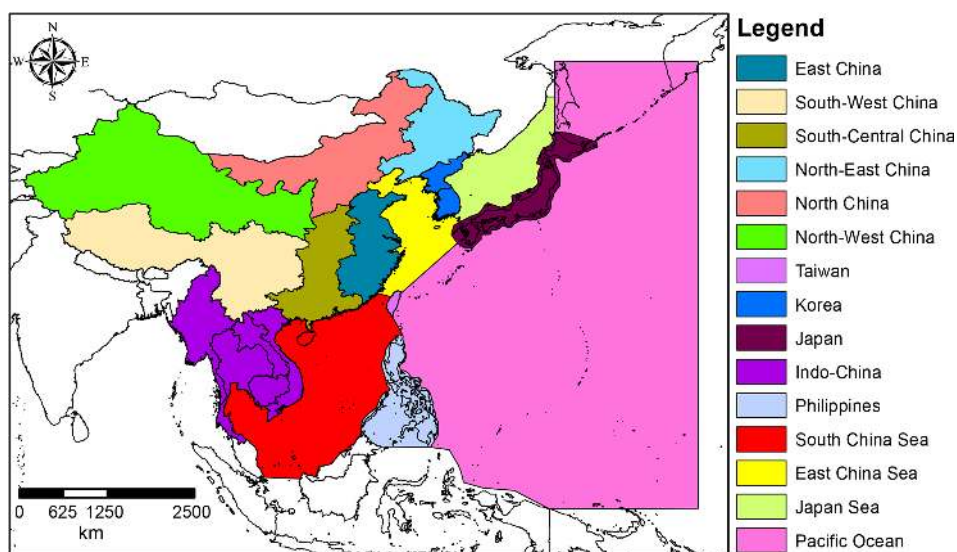 N
W E
S
Legend
East China
South-West China
South-Central China
North-East China
North China
North-West China
Taiwan
Korea
Japan
Indo-China
Philippines
South China Sea
East China Sea
Japan Sea
Pacific Ocean
0 625 1250 2500
km